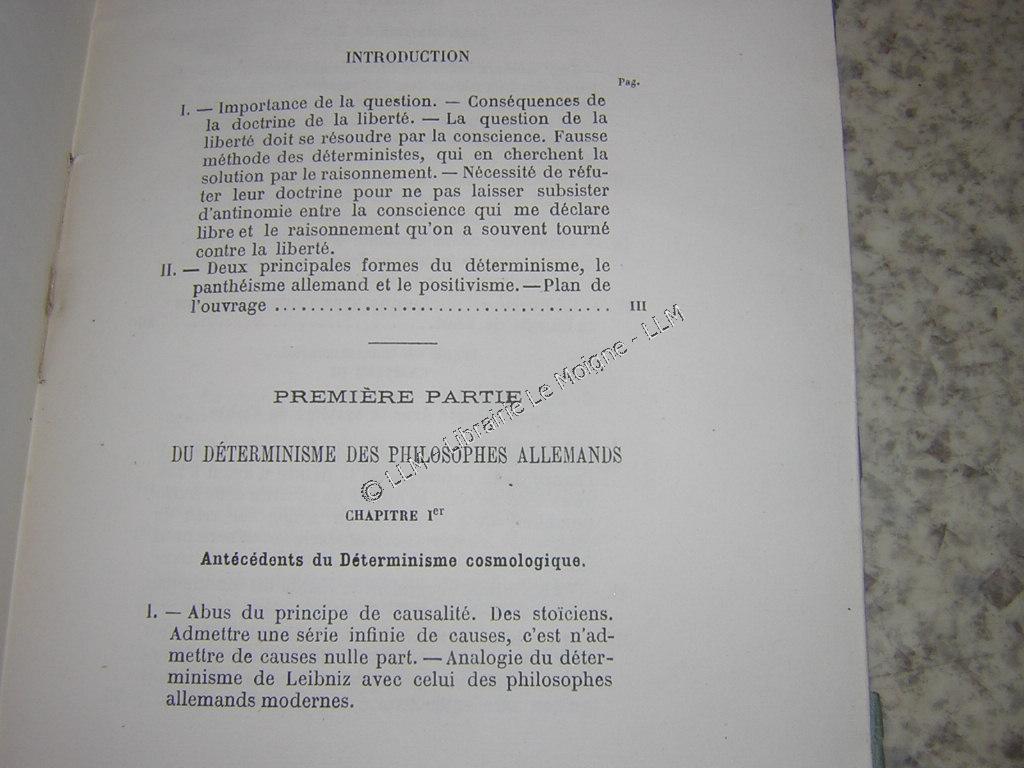 INTRODUCTION
Pag.
I. — Importance de la question. — Conséquences de
la doctrine de la liberté. — La question de la
liberté doit se résoudre par la conscience. Fausse
méthode des déterministes, qui en cherchent la
solution par le raisonnement. — Nécessité de réfu-
ter leur doctrine pour ne pas laisser subsister
d'antinomie entre la conscience qui me déclare
libre et le raisonnement qu'on a souvent tourné
contre la liberté.
II. — Deux principales formes du déterminisme, le
panthéisme allemand et le positivisme. — Plan de
l'ouvrage ...................................... III
PREMIÈRE PARTIE
DU DÉTERMINISME DES PHILOSOPHES ALLEMANDS
CHAPITRE Ier
Antécédents du Déterminisme cosmologique.
I. — Abus du principe de causalité. Des stoïciens.
Admettre une série infinie de causes, c'est n'ad-
mettre de causes nulle part. — Analogie du déter-
minisme de Leibniz avec celui des philosophes
allemands modernes.
© LLM - Librairie Le Moigne - LLM